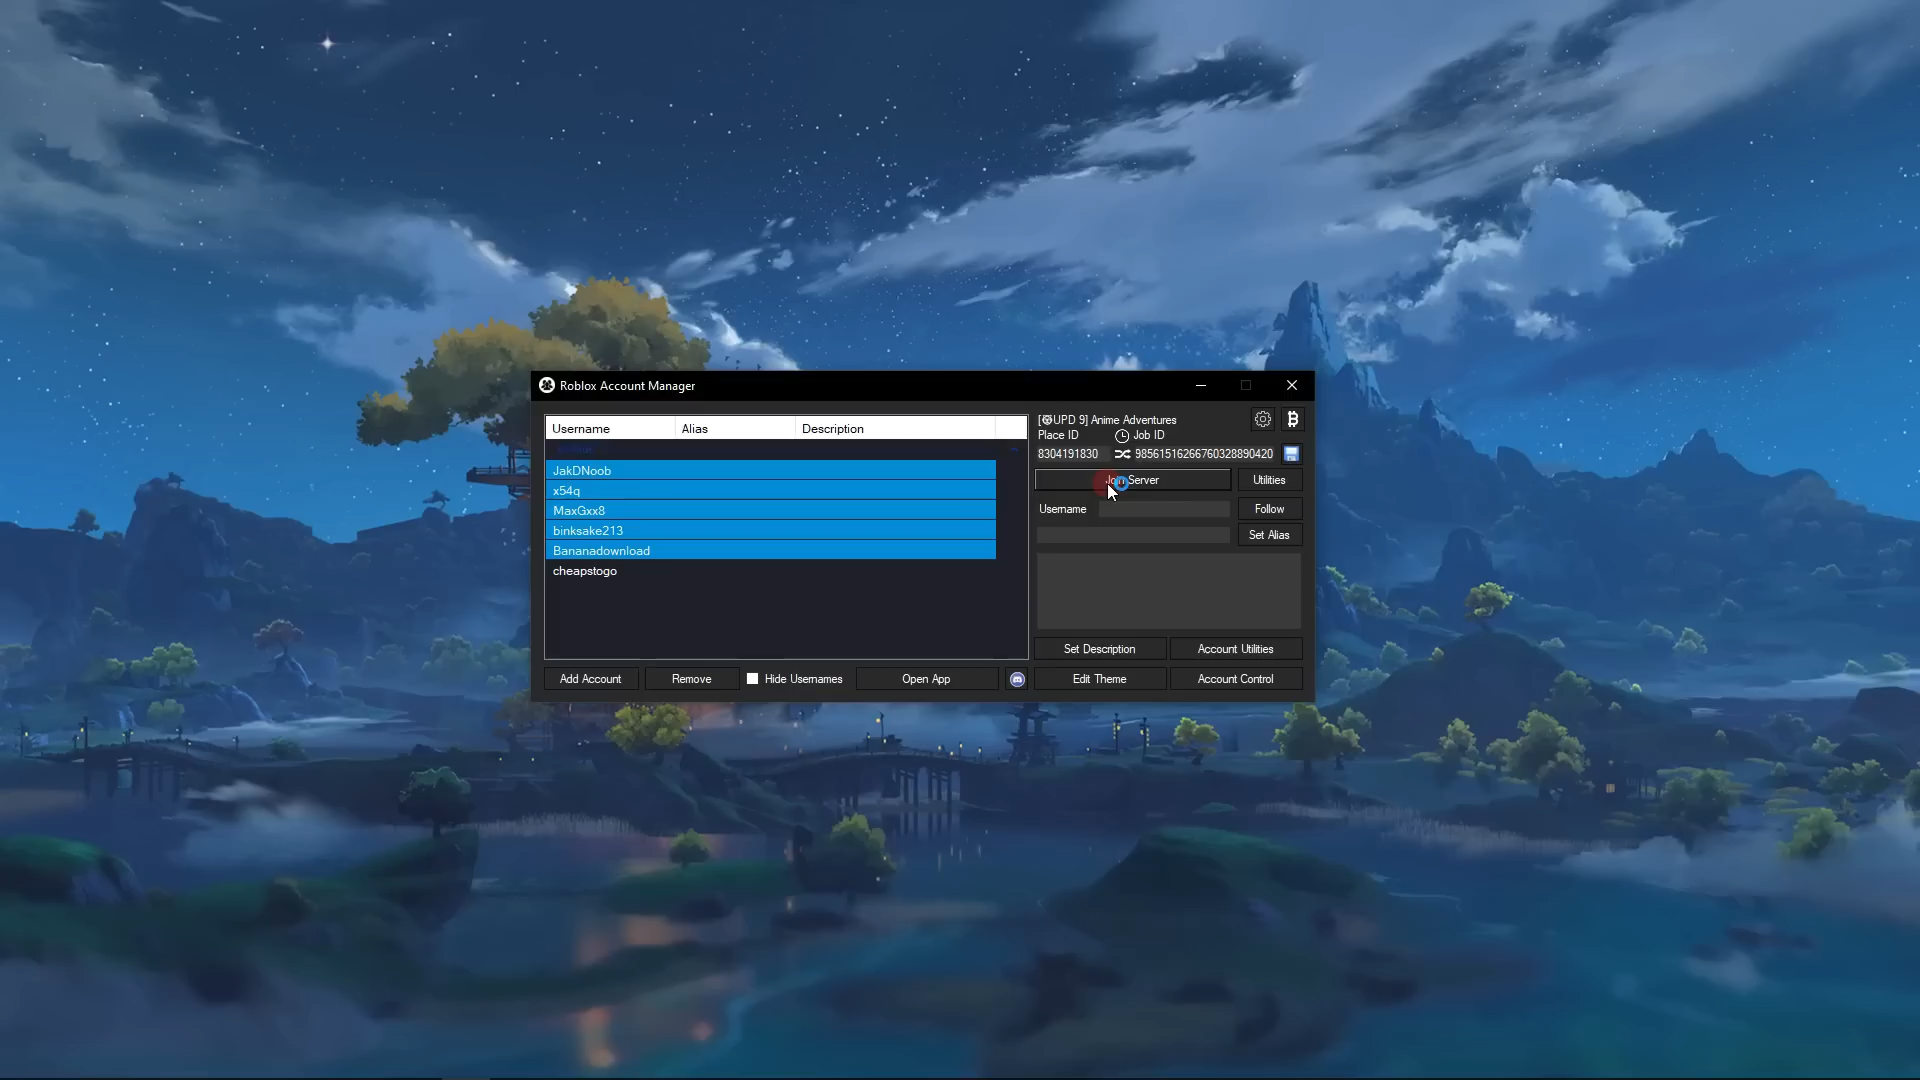 Roblox Account Manager
Username Alias Description
JakDNoob
x54q
MaxGxx8
binksake213
Bananadownload
cheapstogo
Add Account Remove Hide Usernames Open App
UPD 9] Anime Adventures
Place ID Job ID
8304191830 98561516266760328890420
Join Server Utilities
Username Follow
Set Alias
Set Description Account Utilities
Edit Theme Account Control